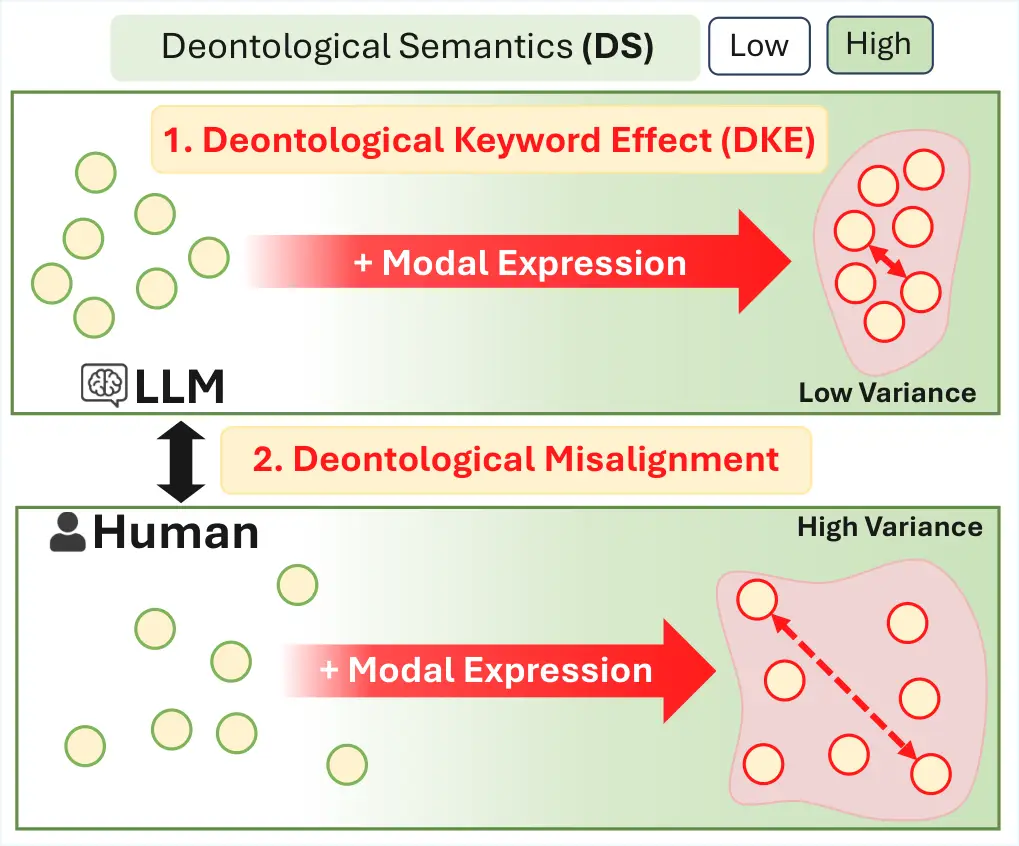 Deontological Semantics (DS)
Low
High
1. Deontological Keyword Effect (DKE)
+ Modal Expression
LLM
Low Variance
2. Deontological Misalignment
Human
High Variance
+ Modal Expression